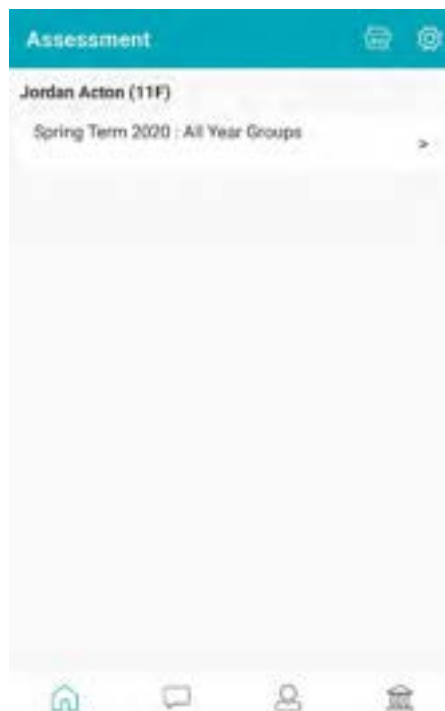 Assessment
Jordan Acton (11F)
Spring Term 2020 : All Year Groups
>